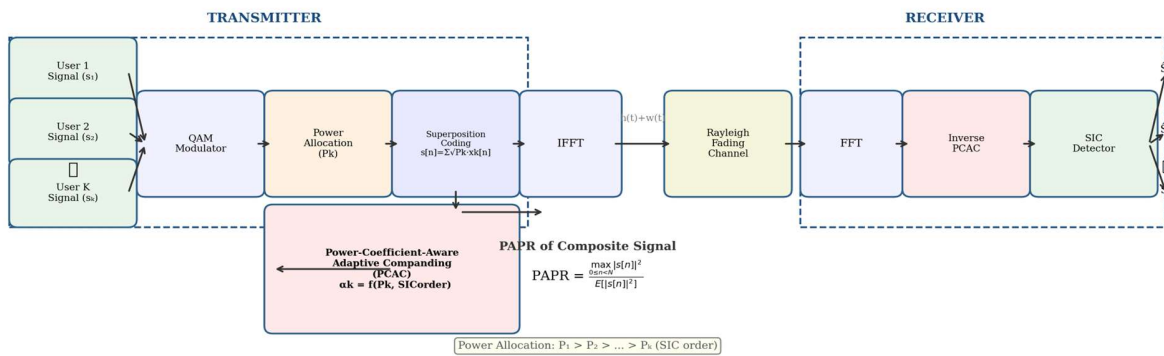 TRANSMITTER
RECEIVER
User 1
Signal (s₁)
User 2
Signal (s₂)
User K
Signal (sₖ)
QAM
Modulator
Power
Allocation
(Pk)
Superposition
Coding
s[n]=Σ√Pk·xk[n]
IFFT
n(t)+w(t)
Rayleigh
Fading
Channel
FFT
Inverse
PCAC
SIC
Detector
Power-Coefficient-Aware
Adaptive Companding
(PCAC)
αk = f(Pk, SICorder)
PAPR of Composite Signal
PAPR = max 0≤n<N |s[n]|² / E[|s[n]|²]
Power Allocation: P₁ > P₂ > ... > Pₖ (SIC order)